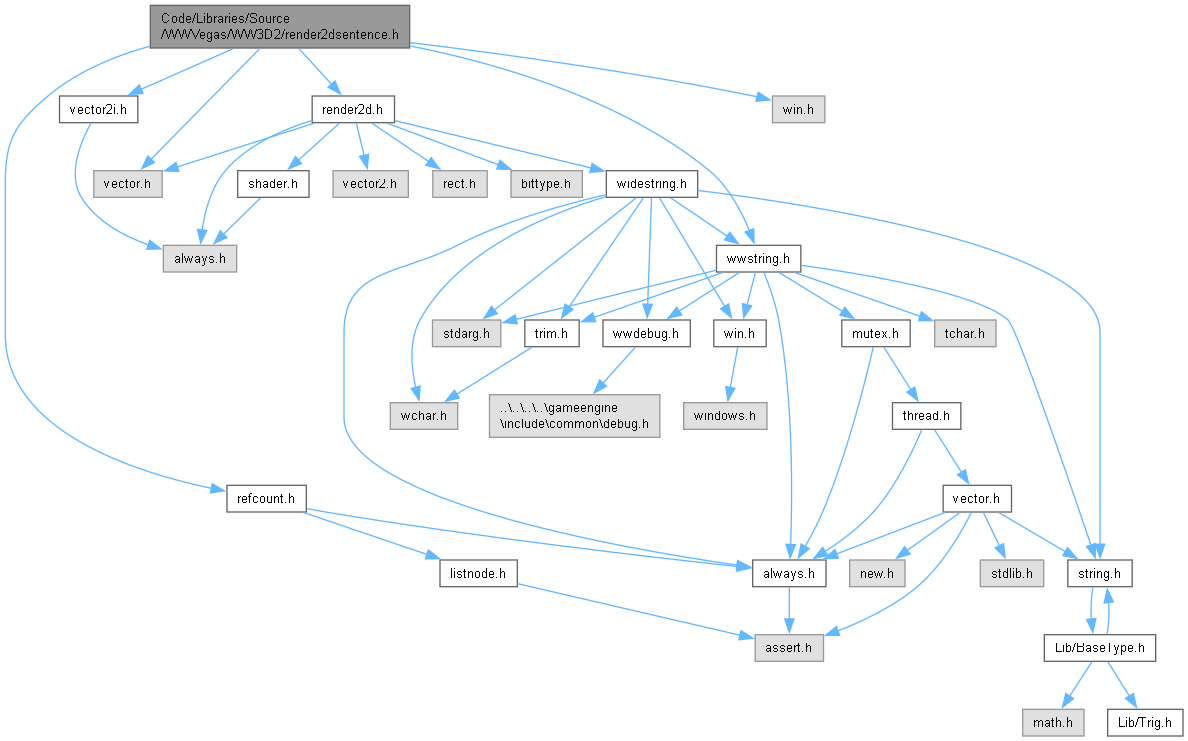 Code/Libraries/Source
/WWVegas/WW3D2/render2dsentence.h
vector2i.h
render2d.h
win.h
vector.h
shader.h
vector2.h
rect.h
bittype.h
widestring.h
always.h
wwstring.h
stdarg.h
trim.h
wwdebug.h
win.h
mutex.h
tchar.h
wchar.h
..\..\..\..\gameengine
\include\common\debug.h
windows.h
thread.h
refcount.h
vector.h
listnode.h
always.h
new.h
stdlib.h
string.h
assert.h
Lib/BaseType.h
math.h
Lib/Trig.h